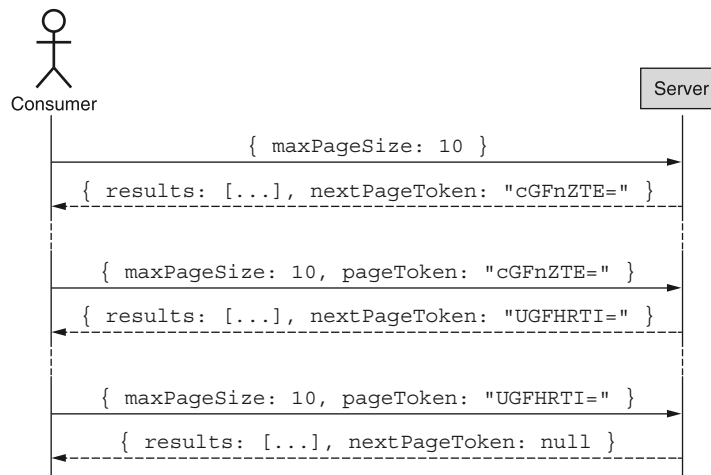 Consumer
Server
{ maxPageSize: 10 }
{ results: [...], nextPageToken: "cGFnZTE=" }
{ maxPageSize: 10, pageToken: "cGFnZTE=" }
{ results: [...], nextPageToken: "UGFHRTI=" }
{ maxPageSize: 10, pageToken: "UGFHRTI=" }
{ results: [...], nextPageToken: null }